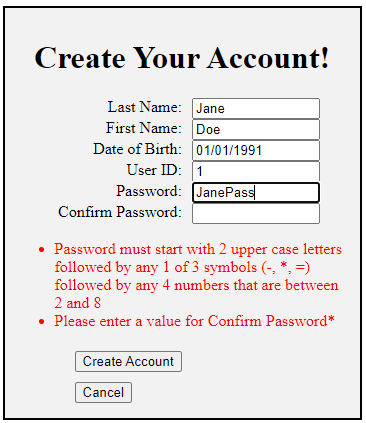 Create Your Account!
Last Name: Jane
First Name: Doe
Date of Birth: 01/01/1991
User ID: 1
Password: JanePass
Confirm Password:
• Password must start with 2 upper case letters
followed by any 1 of 3 symbols (-, *, =)
followed by any 4 numbers that are between
2 and 8
• Please enter a value for Confirm Password*
Create Account
Cancel